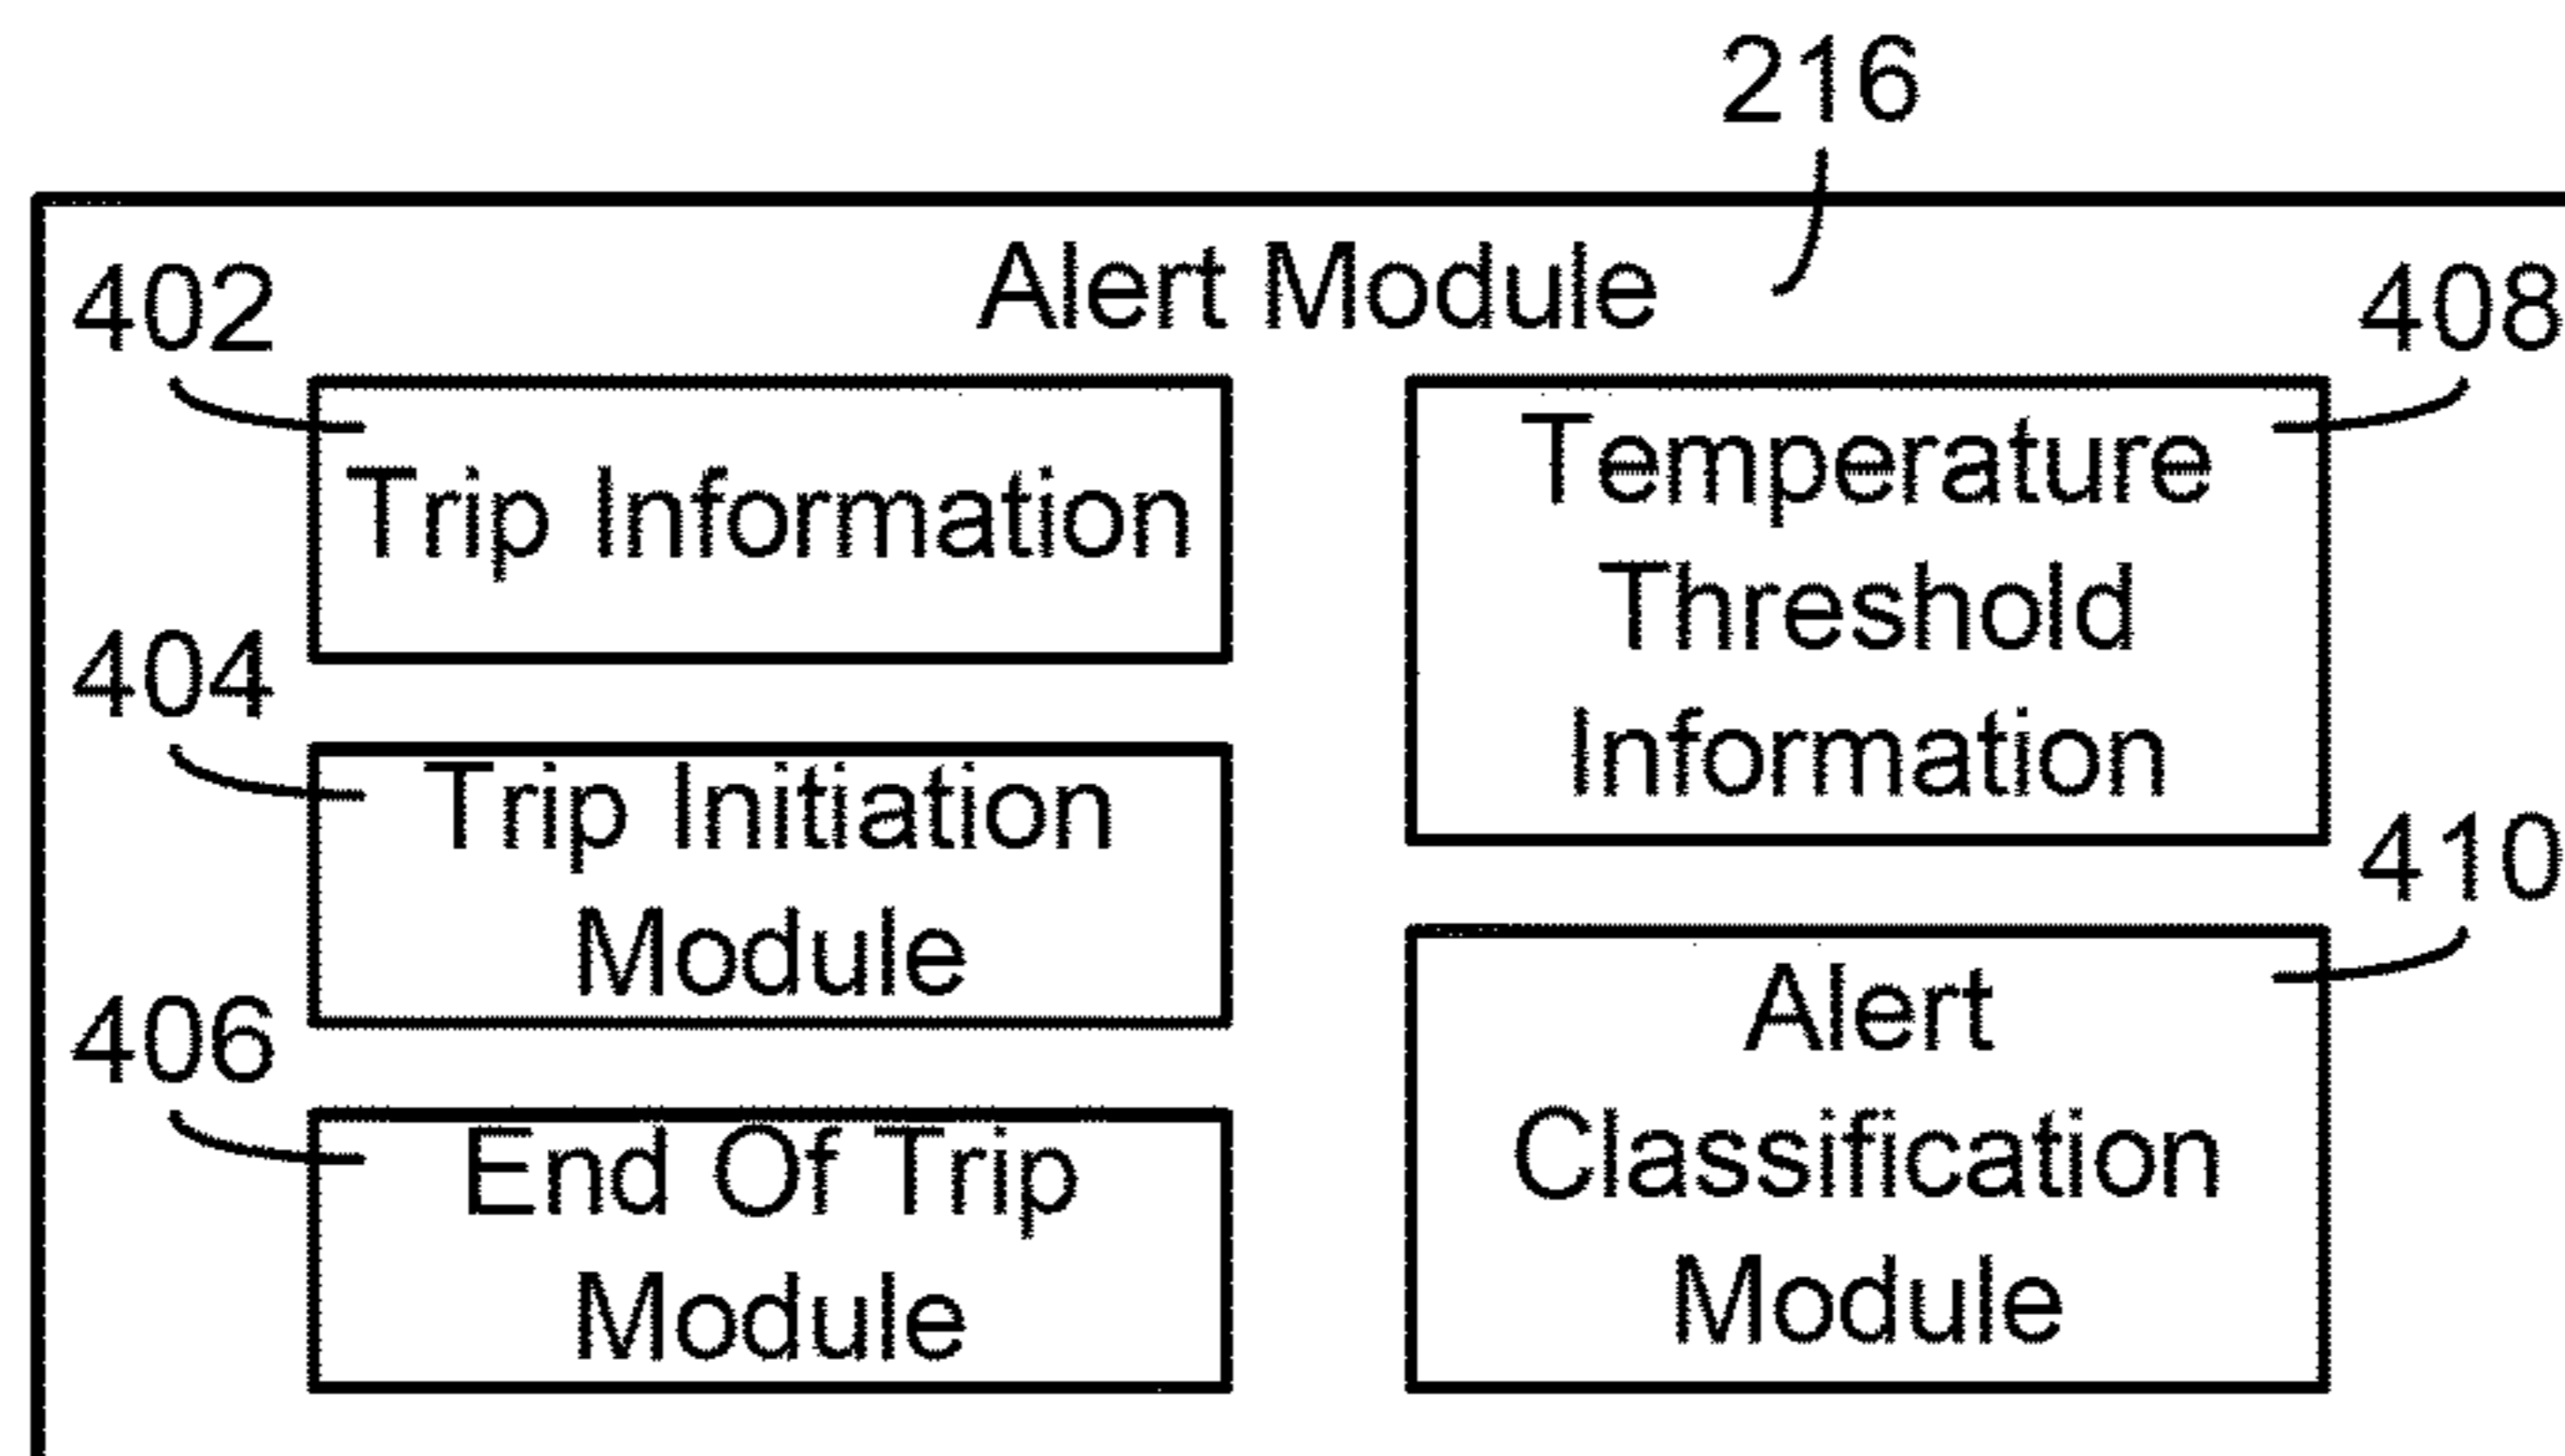 216
Alert Module
402
Trip Information
404
Trip Initiation
Module
406
End Of Trip
Module
408
Temperature
Threshold
Information
410
Alert
Classification
Module